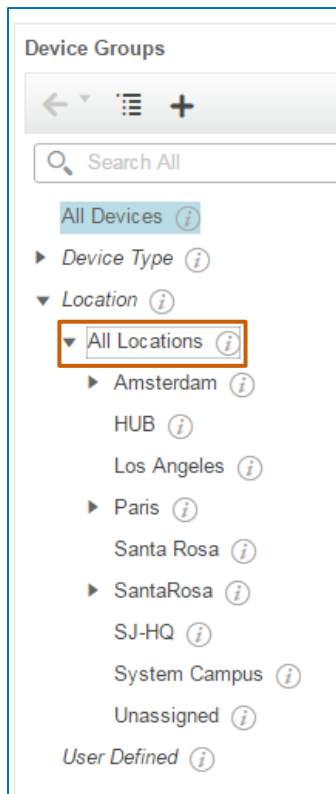 Device Groups
Search All
All Devices
Device Type
Location
All Locations
Amsterdam
HUB
Los Angeles
Paris
Santa Rosa
SantaRosa
SJ-HQ
System Campus
Unassigned
User Defined